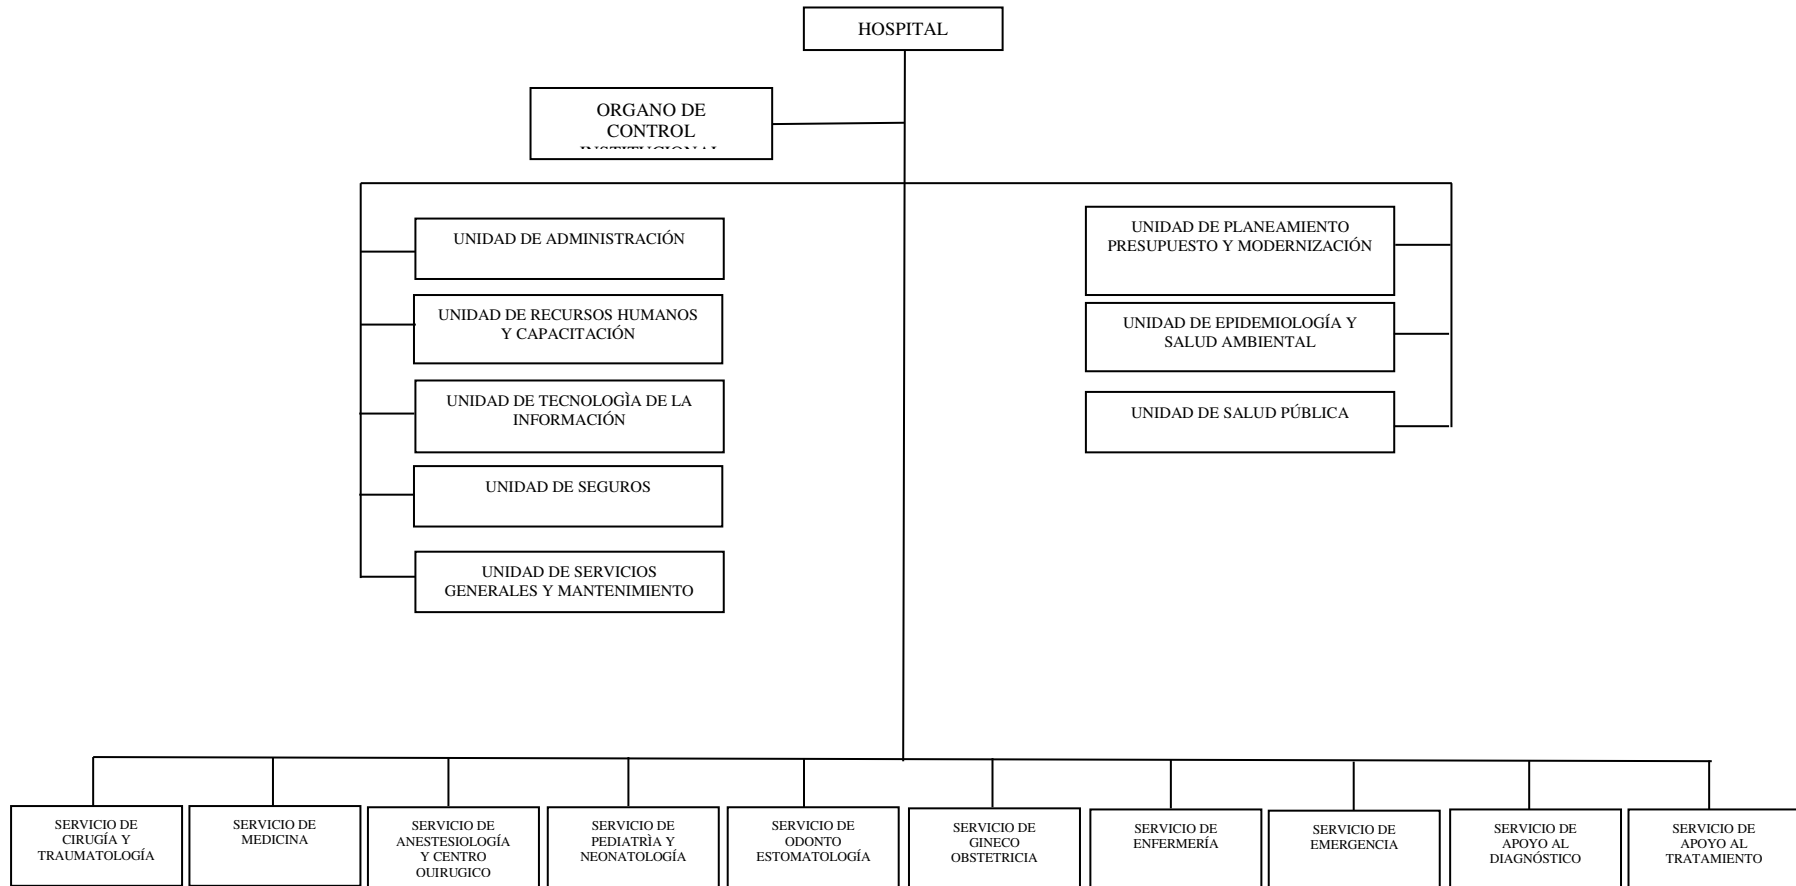 HOSPITAL
ORGANO DE
CONTROL
INSTITUCIONAL
UNIDAD DE ADMINISTRACIÓN
UNIDAD DE RECURSOS HUMANOS
Y CAPACITACIÓN
UNIDAD DE TECNOLOGÌA DE LA
INFORMACIÓN
UNIDAD DE SEGUROS
UNIDAD DE SERVICIOS
GENERALES Y MANTENIMIENTO
UNIDAD DE PLANEAMIENTO
PRESUPUESTO Y MODERNIZACIÓN
UNIDAD DE EPIDEMIOLOGÍA Y
SALUD AMBIENTAL
UNIDAD DE SALUD PÚBLICA
SERVICIO DE
CIRUGÍA Y
TRAUMATOLOGÍA
SERVICIO DE
MEDICINA
SERVICIO DE
ANESTESIOLOGÍA
Y CENTRO
QUIRUGICO
SERVICIO DE
PEDIATRÌA Y
NEONATOLOGÍA
SERVICIO DE
ODONTO
ESTOMATOLOGÍA
SERVICIO DE
GINECO
OBSTETRICIA
SERVICIO DE
ENFERMERÍA
SERVICIO DE
EMERGENCIA
SERVICIO DE
APOYO AL
DIAGNÓSTICO
SERVICIO DE
APOYO AL
TRATAMIENTO